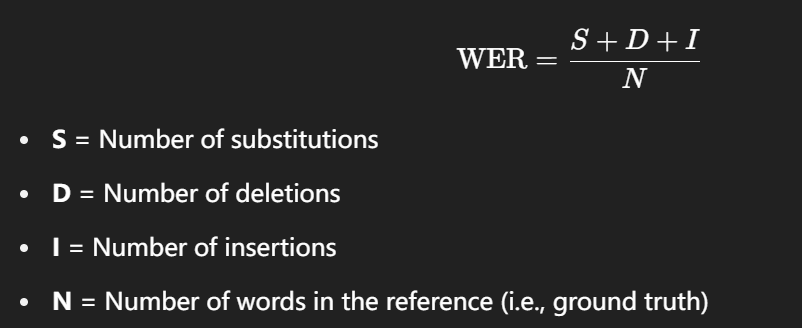 WER = S + D + I / N
• S = Number of substitutions
• D = Number of deletions
• I = Number of insertions
• N = Number of words in the reference (i.e., ground truth)